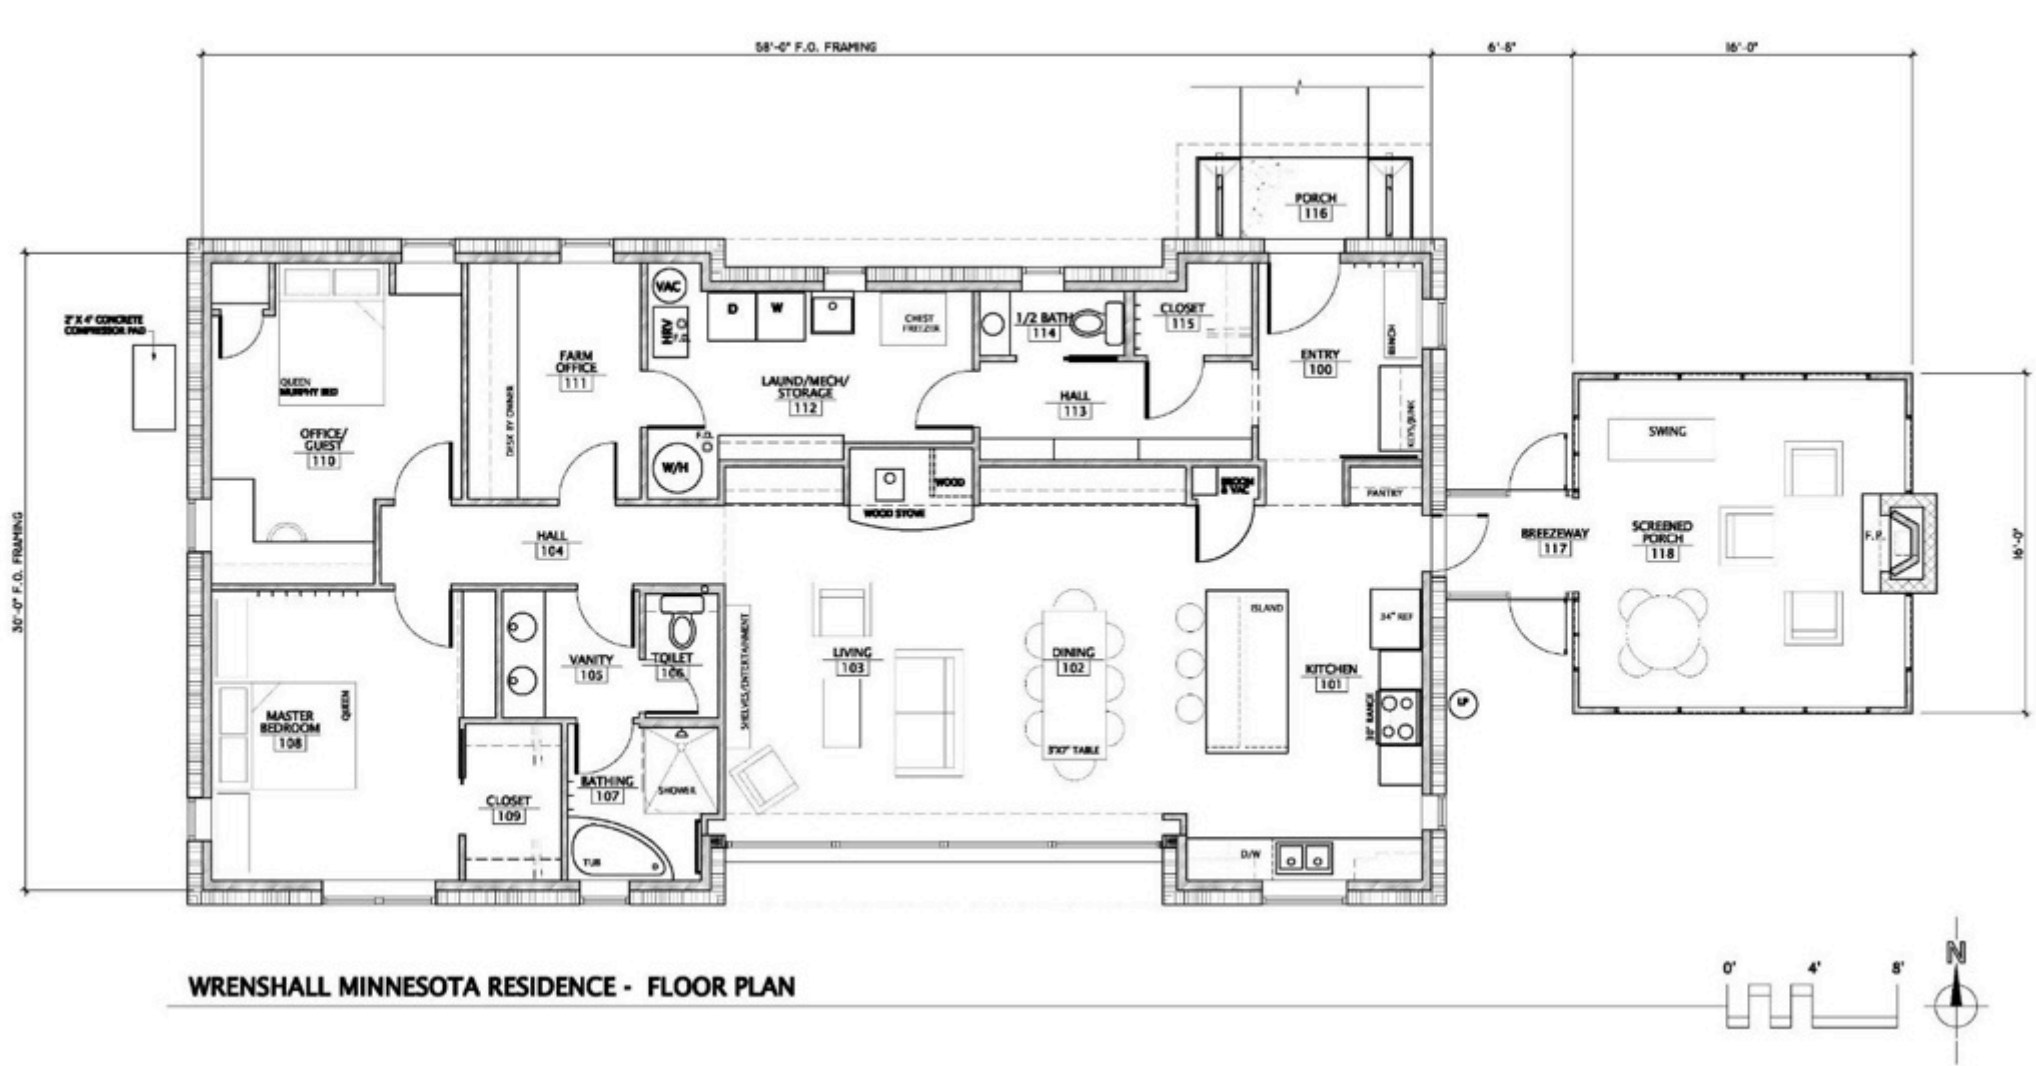 58'-0" F.O. FRAMING
6'-8"
16'-0"
PORCH
116
2' X 4' CONCRETE
COMPRESSOR PAD
VAC
HRV
F.D.
D
W
CHEST
FREEZER
1/2 BATH
114
CLOSET
115
ENTRY
100
BENCH
KEYS/JUNK
QUEEN
MURPHY BED
OFFICE/
GUEST
110
FARM
OFFICE
111
DESK BY OWNER
LAUND/MECH/
STORAGE
112
HALL
113
F.D.
W/H
WOOD
WOOD STOVE
BROOM
& VAC
PANTRY
SWING
BREEZEWAY
117
SCREENED
PORCH
118
F.P.
16'-0"
30'-0" F.O. FRAMING
HALL
104
ISLAND
34" REF
VANITY
105
TOILET
106
SHELVES/ENTERTAINMENT
LIVING
103
DINING
102
KITCHEN
101
30" RANGE
LP
MASTER
BEDROOM
108
QUEEN
3'X7' TABLE
CLOSET
109
BATHING
107
SHOWER
TUB
D/W
WRENSHALL MINNESOTA RESIDENCE - FLOOR PLAN
0'
4'
8'
N